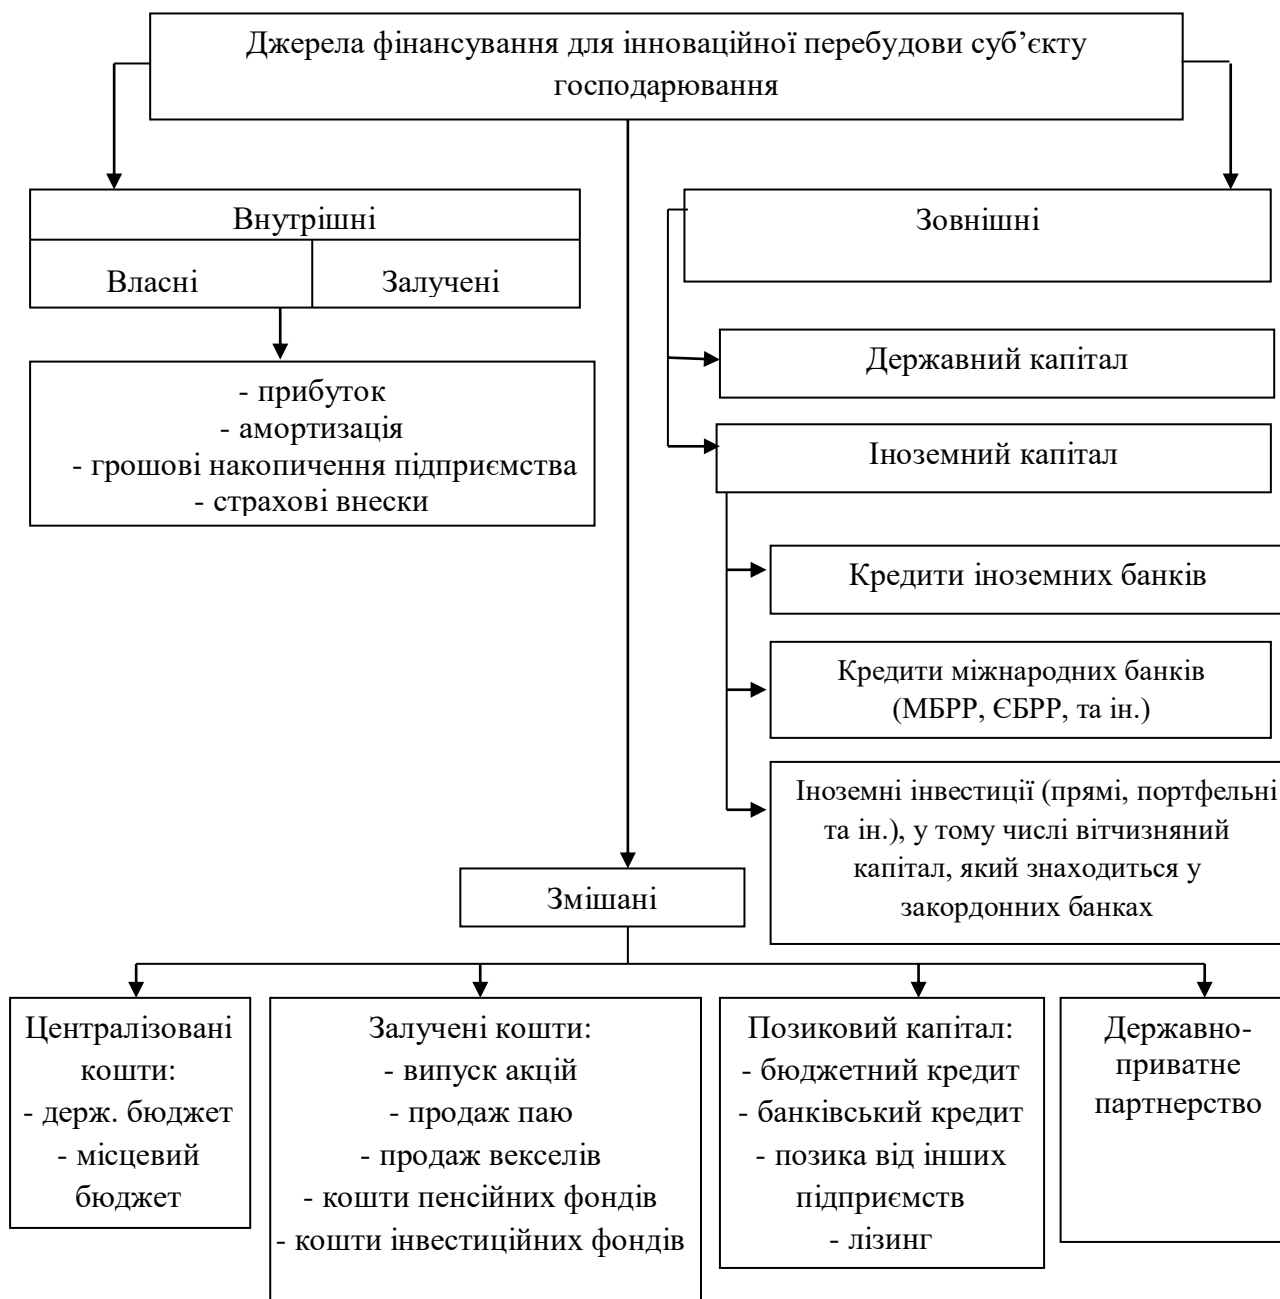 Джерела фінансування для інноваційної перебудови суб’єкту
господарювання
Внутрішні
Власні
Залучені
- прибуток
- амортизація
- грошові накопичення підприємства
- страхові внески
Зовнішні
Державний капітал
Іноземний капітал
Кредити іноземних банків
Кредити міжнародних банків
(МБРР, ЄБРР, та ін.)
Іноземні інвестиції (прямі, портфельні
та ін.), у тому числі вітчизняний
капітал, який знаходиться у
закордонних банках
Змішані
Централізовані
кошти:
- держ. бюджет
- місцевий
бюджет
Залучені кошти:
- випуск акцій
- продаж паю
- продаж векселів
- кошти пенсійних фондів
- кошти інвестиційних фондів
Позиковий капітал:
- бюджетний кредит
- банківський кредит
- позика від інших
підприємств
- лізинг
Державно-
приватне
партнерство